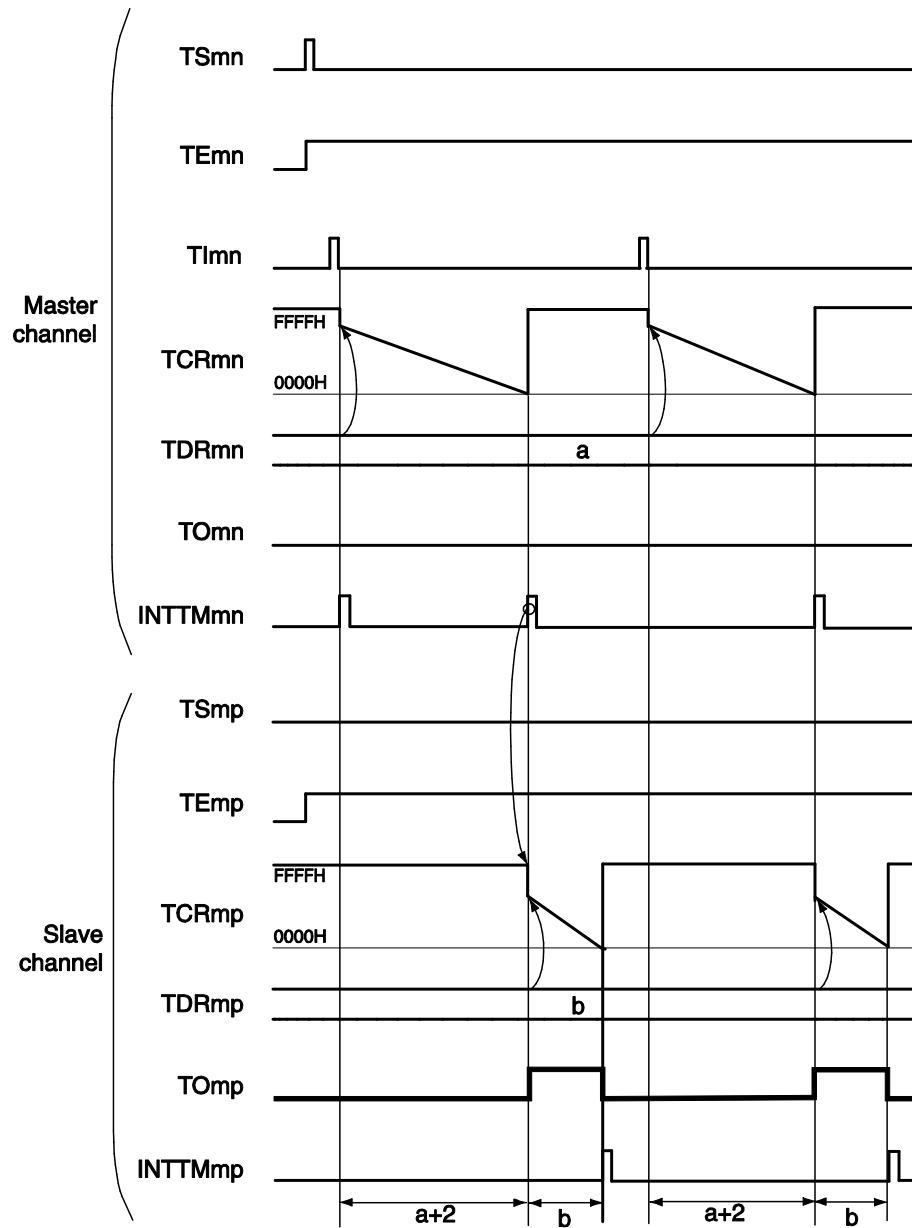 TSmn
TEmn
TImn
Master
channel
FFFFH
TCRmn
0000H
TDRmn
a
TOmn
INTTMmn
TSmp
TEmp
FFFFH
TCRmp
0000H
Slave
channel
TDRmp
b
TOmp
INTTMmp
a+2 b a+2 b